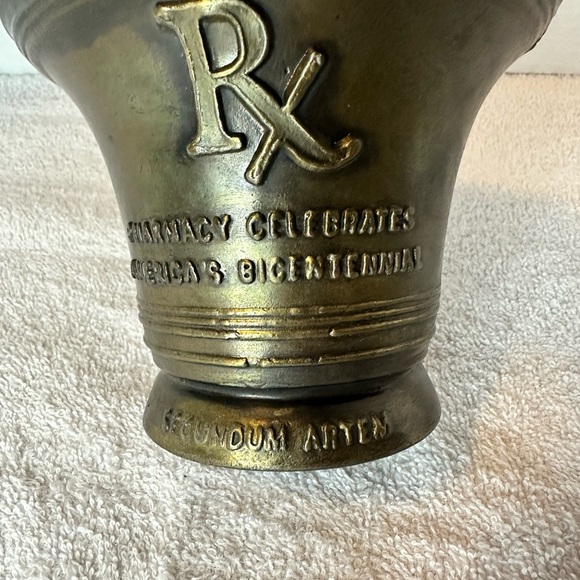 Rx
PHARMACY CELEBRATES
AMERICA'S BICENTENNIAL
SECUNDUM ARTEM